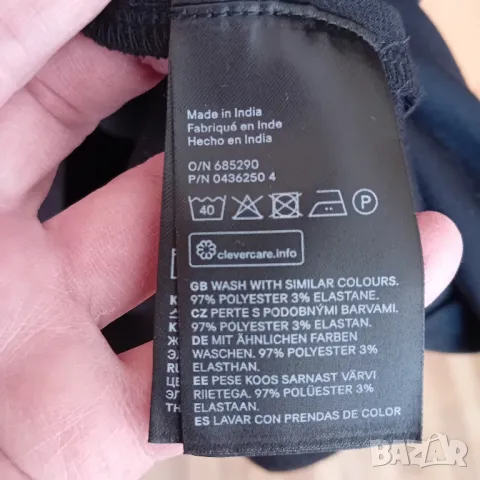 Made in India
Fabriqué en Inde
Hecho en India
O/N 685290
P/N 0436250 4
40 P
clevercare.info
GB WASH WITH SIMILAR COLOURS.
97% POLYESTER 3% ELASTANE.
CZ PERTE S PODOBNÝMI BARVAMI.
97% POLYESTER 3% ELASTAN.
DE MIT ÄHNLICHEN FARBEN
WASCHEN. 97% POLYESTER 3%
ELASTHAN.
EE PESE KOOS SARNAST VÄRVI
RIIETEGA. 97% POLÜESTER 3%
ELASTAAN.
ES LAVAR CON PRENDAS DE COLOR
BAZAR